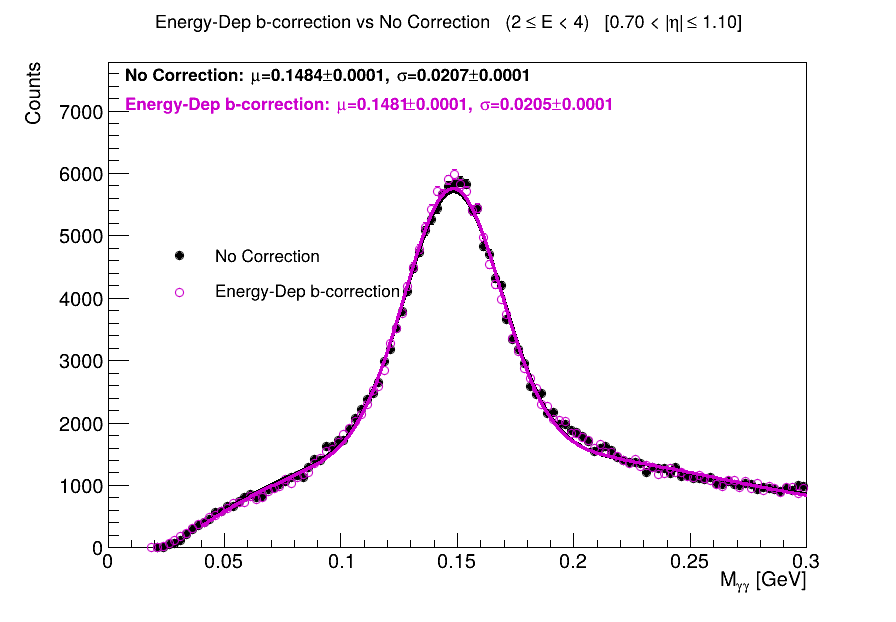 Energy-Dep b-correction vs No Correction (2 ≤ E < 4) [0.70 < |η| ≤ 1.10]
Counts
No Correction: μ=0.1484±0.0001, σ=0.0207±0.0001
Energy-Dep b-correction: μ=0.1481±0.0001, σ=0.0205±0.0001
7000
6000
5000
4000
3000
2000
1000
0
No Correction
Energy-Dep b-correction
0 0.05 0.1 0.15 0.2 0.25 0.3
M_γγ [GeV]